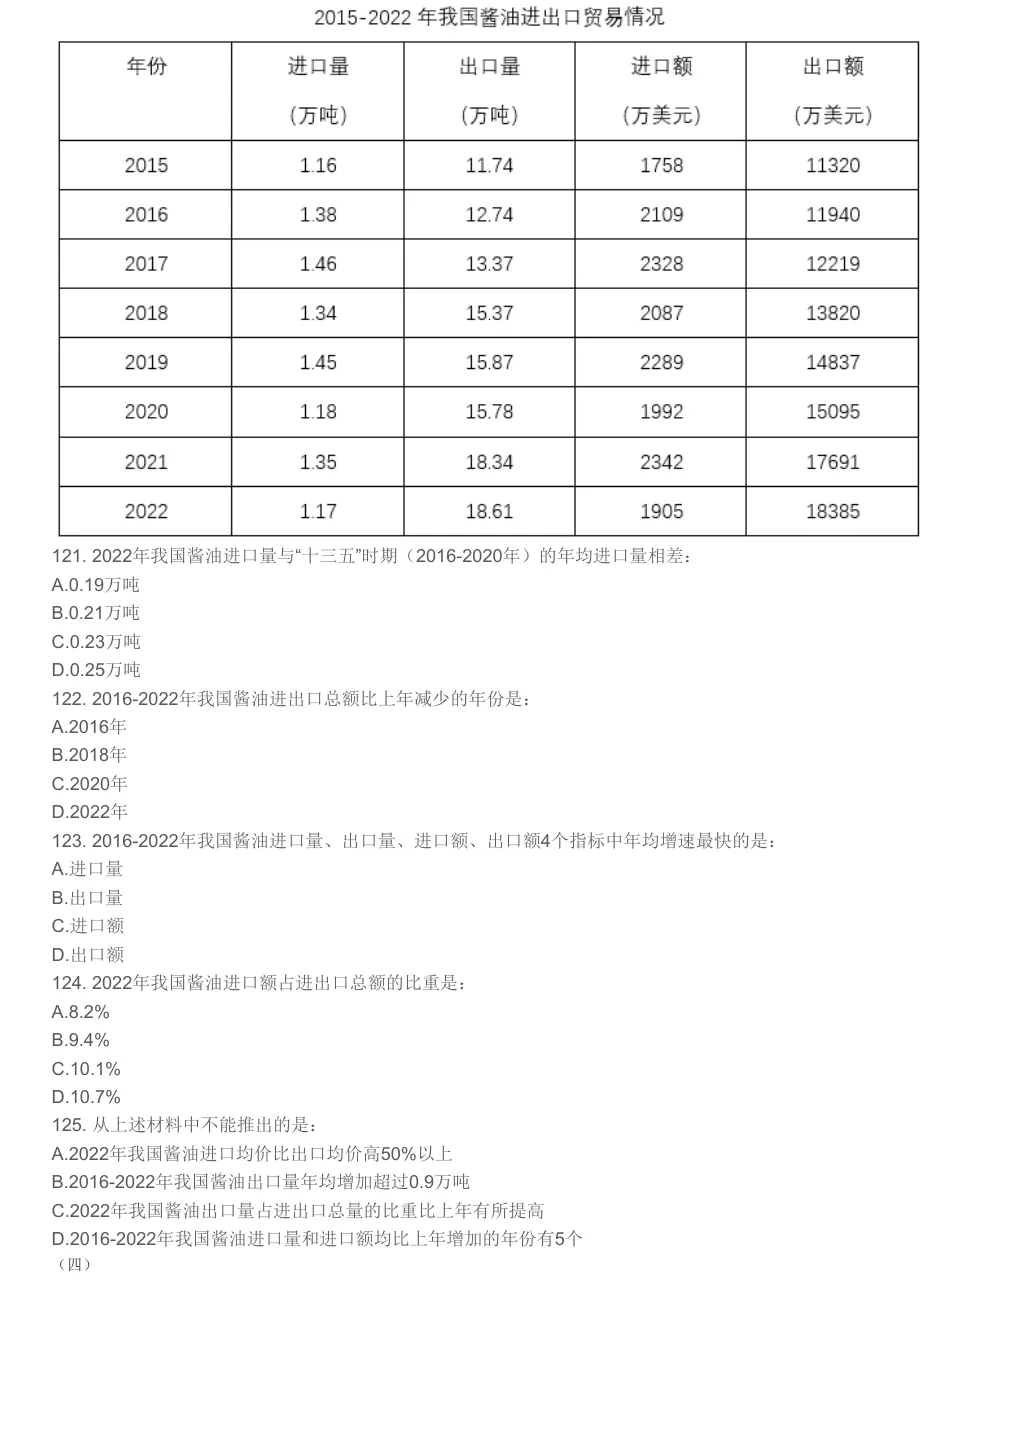 2015-2022 年我国酱油进出口贸易情况
年份 进口量 出口量 进口额 出口额
(万吨) (万吨) (万美元) (万美元)
2015 1.16 11.74 1758 11320
2016 1.38 12.74 2109 11940
2017 1.46 13.37 2328 12219
2018 1.34 15.37 2087 13820
2019 1.45 15.87 2289 14837
2020 1.18 15.78 1992 15095
2021 1.35 18.34 2342 17691
2022 1.17 18.61 1905 18385
121. 2022年我国酱油进口量与“十三五”时期（2016-2020年）的年均进口量相差：
A.0.19万吨
B.0.21万吨
C.0.23万吨
D.0.25万吨
122. 2016-2022年我国酱油进出口总额比上年减少的年份是：
A.2016年
B.2018年
C.2020年
D.2022年
123. 2016-2022年我国酱油进口量、出口量、进口额、出口额4个指标中年均增速最快的是：
A.进口量
B.出口量
C.进口额
D.出口额
124. 2022年我国酱油进口额占进出口总额的比重是：
A.8.2%
B.9.4%
C.10.1%
D.10.7%
125. 从上述材料中不能推出的是：
A.2022年我国酱油进口均价比出口均价高50%以上
B.2016-2022年我国酱油出口量年均增加超过0.9万吨
C.2022年我国酱油出口量占进出口总量的比重比上年有所提高
D.2016-2022年我国酱油进口量和进口额均比上年增加的年份有5个
（四）